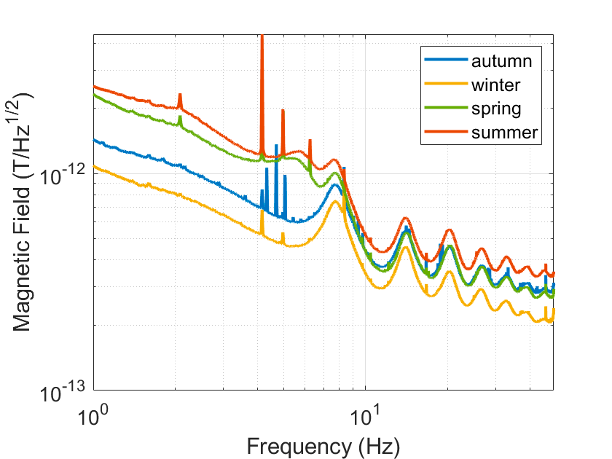 autumn
winter
spring
summer
Magnetic Field (T/Hz^1/2)
10^-12
10^-13
10^0
10^1
Frequency (Hz)